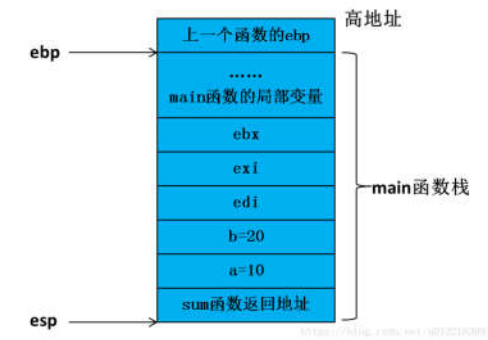 高地址
上一个函数的ebp
ebp
……
main函数的局部变量
ebx
exi
edi
main函数栈
b=20
a=10
sum函数返回地址
esp